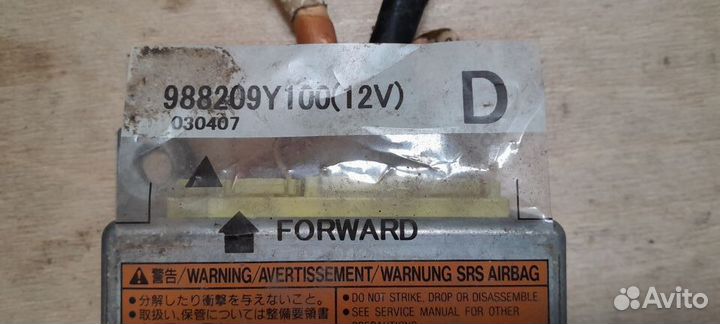 988209Y100(12V)
D
030407
FORWARD
警告/WARNING/AVERTISSEMENT/WARNUNG SRS AIRBAG
•分解したり衝撃を与えないこと。
•取扱い、保管については整備要領書
•DO NOT STRIKE, DROP OR DISASSEMBLE
•SEE SERVICE MANUAL FOR OTHER
PRECAUTIONS
Avito